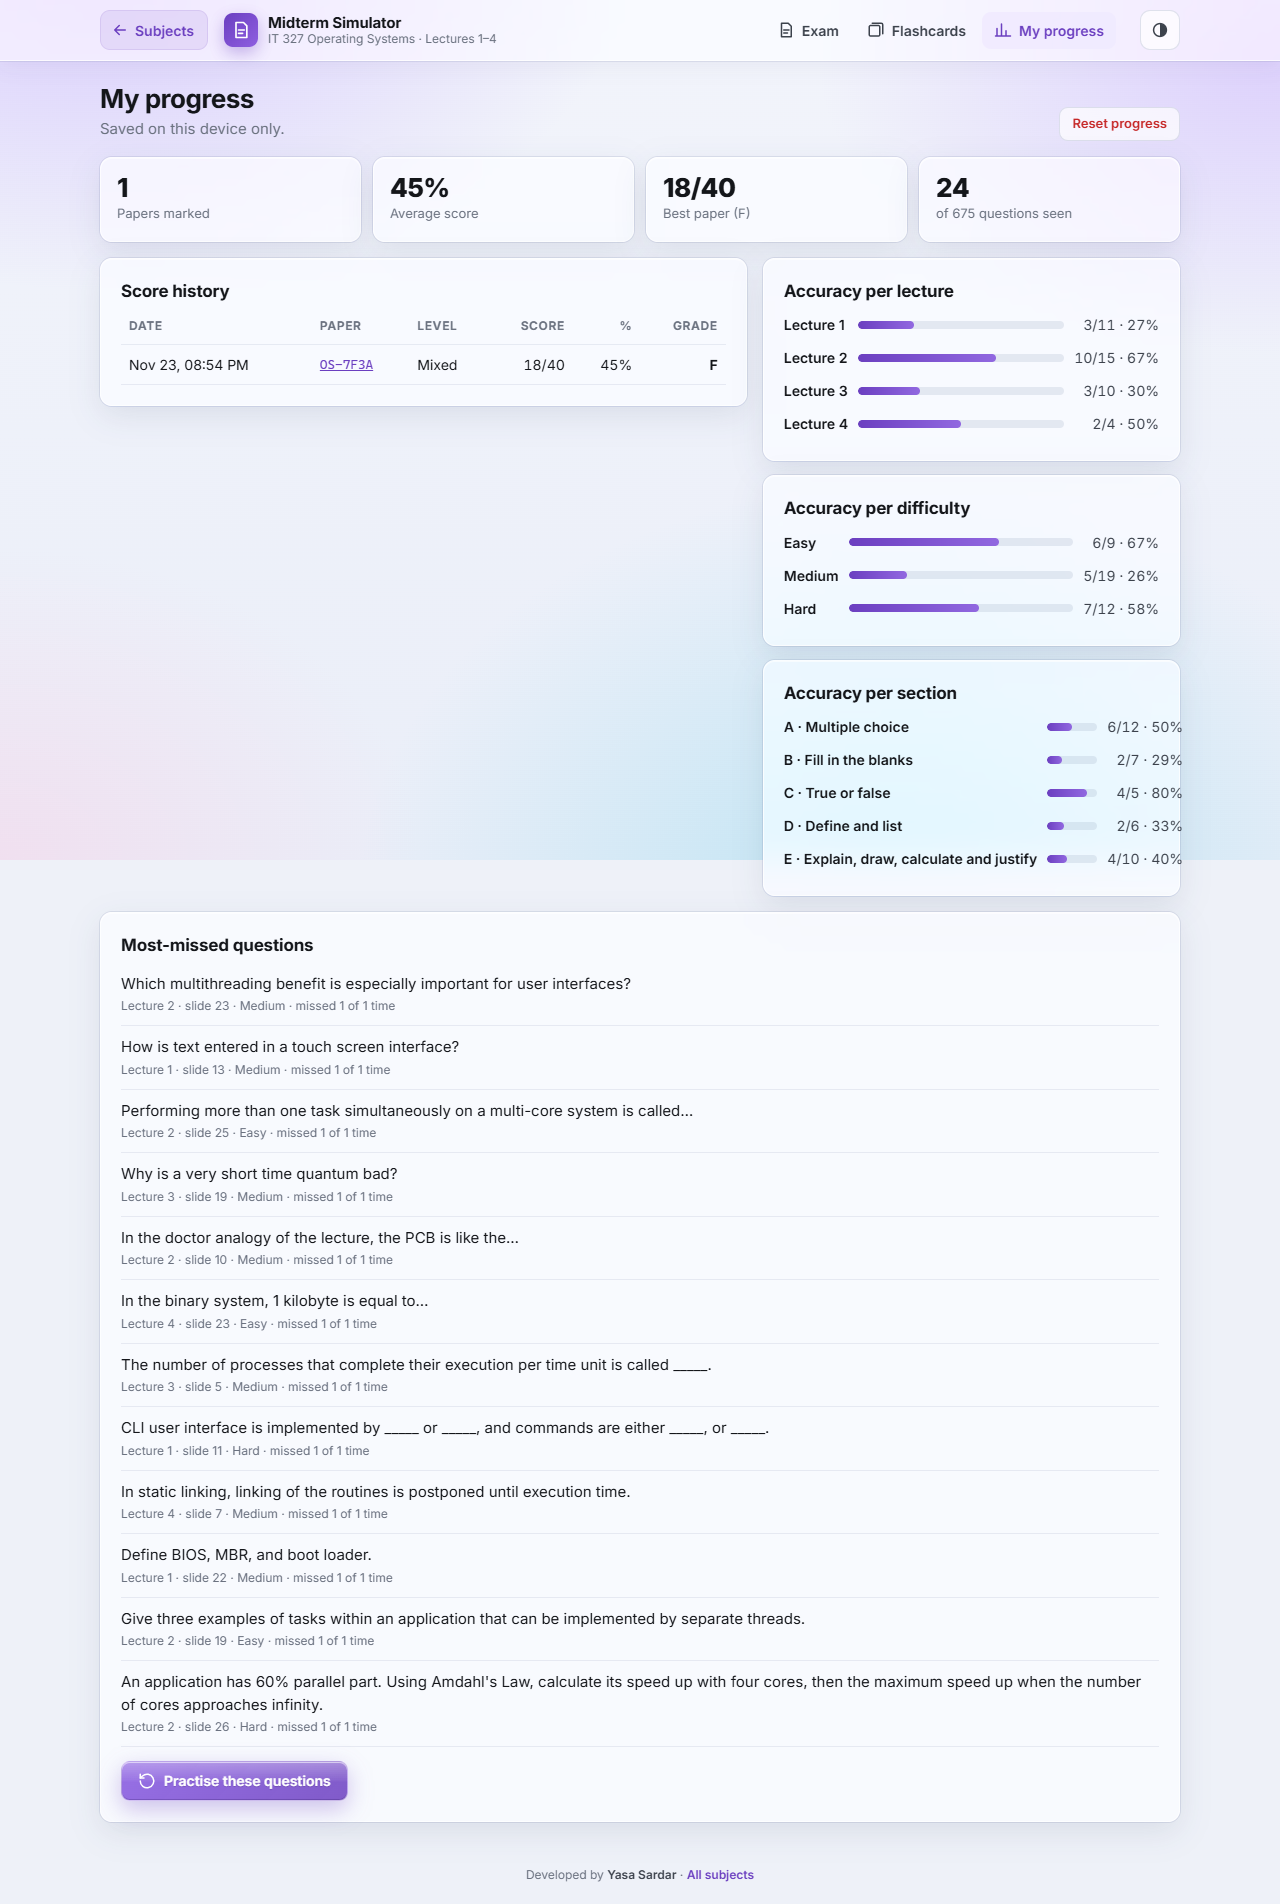 Subjects
Midterm Simulator
IT 327 Operating Systems · Lectures 1–4
Exam
Flashcards
My progress
My progress
Saved on this device only.
Reset progress
1
Papers marked
45%
Average score
18/40
Best paper (F)
24
of 675 questions seen
Score history
DATE PAPER LEVEL SCORE % GRADE
Nov 23, 08:54 PM OS-7F3A Mixed 18/40 45% F
Accuracy per lecture
Lecture 1 3/11 · 27%
Lecture 2 10/15 · 67%
Lecture 3 3/10 · 30%
Lecture 4 2/4 · 50%
Accuracy per difficulty
Easy 6/9 · 67%
Medium 5/19 · 26%
Hard 7/12 · 58%
Accuracy per section
A · Multiple choice 6/12 · 50%
B · Fill in the blanks 2/7 · 29%
C · True or false 4/5 · 80%
D · Define and list 2/6 · 33%
E · Explain, draw, calculate and justify 4/10 · 40%
Most-missed questions
Which multithreading benefit is especially important for user interfaces?
Lecture 2 · slide 23 · Medium · missed 1 of 1 time
How is text entered in a touch screen interface?
Lecture 1 · slide 13 · Medium · missed 1 of 1 time
Performing more than one task simultaneously on a multi-core system is called...
Lecture 2 · slide 25 · Easy · missed 1 of 1 time
Why is a very short time quantum bad?
Lecture 3 · slide 19 · Medium · missed 1 of 1 time
In the doctor analogy of the lecture, the PCB is like the...
Lecture 2 · slide 10 · Medium · missed 1 of 1 time
In the binary system, 1 kilobyte is equal to...
Lecture 4 · slide 23 · Easy · missed 1 of 1 time
The number of processes that complete their execution per time unit is called _____.
Lecture 3 · slide 5 · Medium · missed 1 of 1 time
CLI user interface is implemented by _____ or _____, and commands are either _____, or _____.
Lecture 1 · slide 11 · Hard · missed 1 of 1 time
In static linking, linking of the routines is postponed until execution time.
Lecture 4 · slide 7 · Medium · missed 1 of 1 time
Define BIOS, MBR, and boot loader.
Lecture 1 · slide 22 · Medium · missed 1 of 1 time
Give three examples of tasks within an application that can be implemented by separate threads.
Lecture 2 · slide 19 · Easy · missed 1 of 1 time
An application has 60% parallel part. Using Amdahl's Law, calculate its speed up with four cores, then the maximum speed up when the number
of cores approaches infinity.
Lecture 2 · slide 26 · Hard · missed 1 of 1 time
Practise these questions
Developed by Yasa Sardar · All subjects